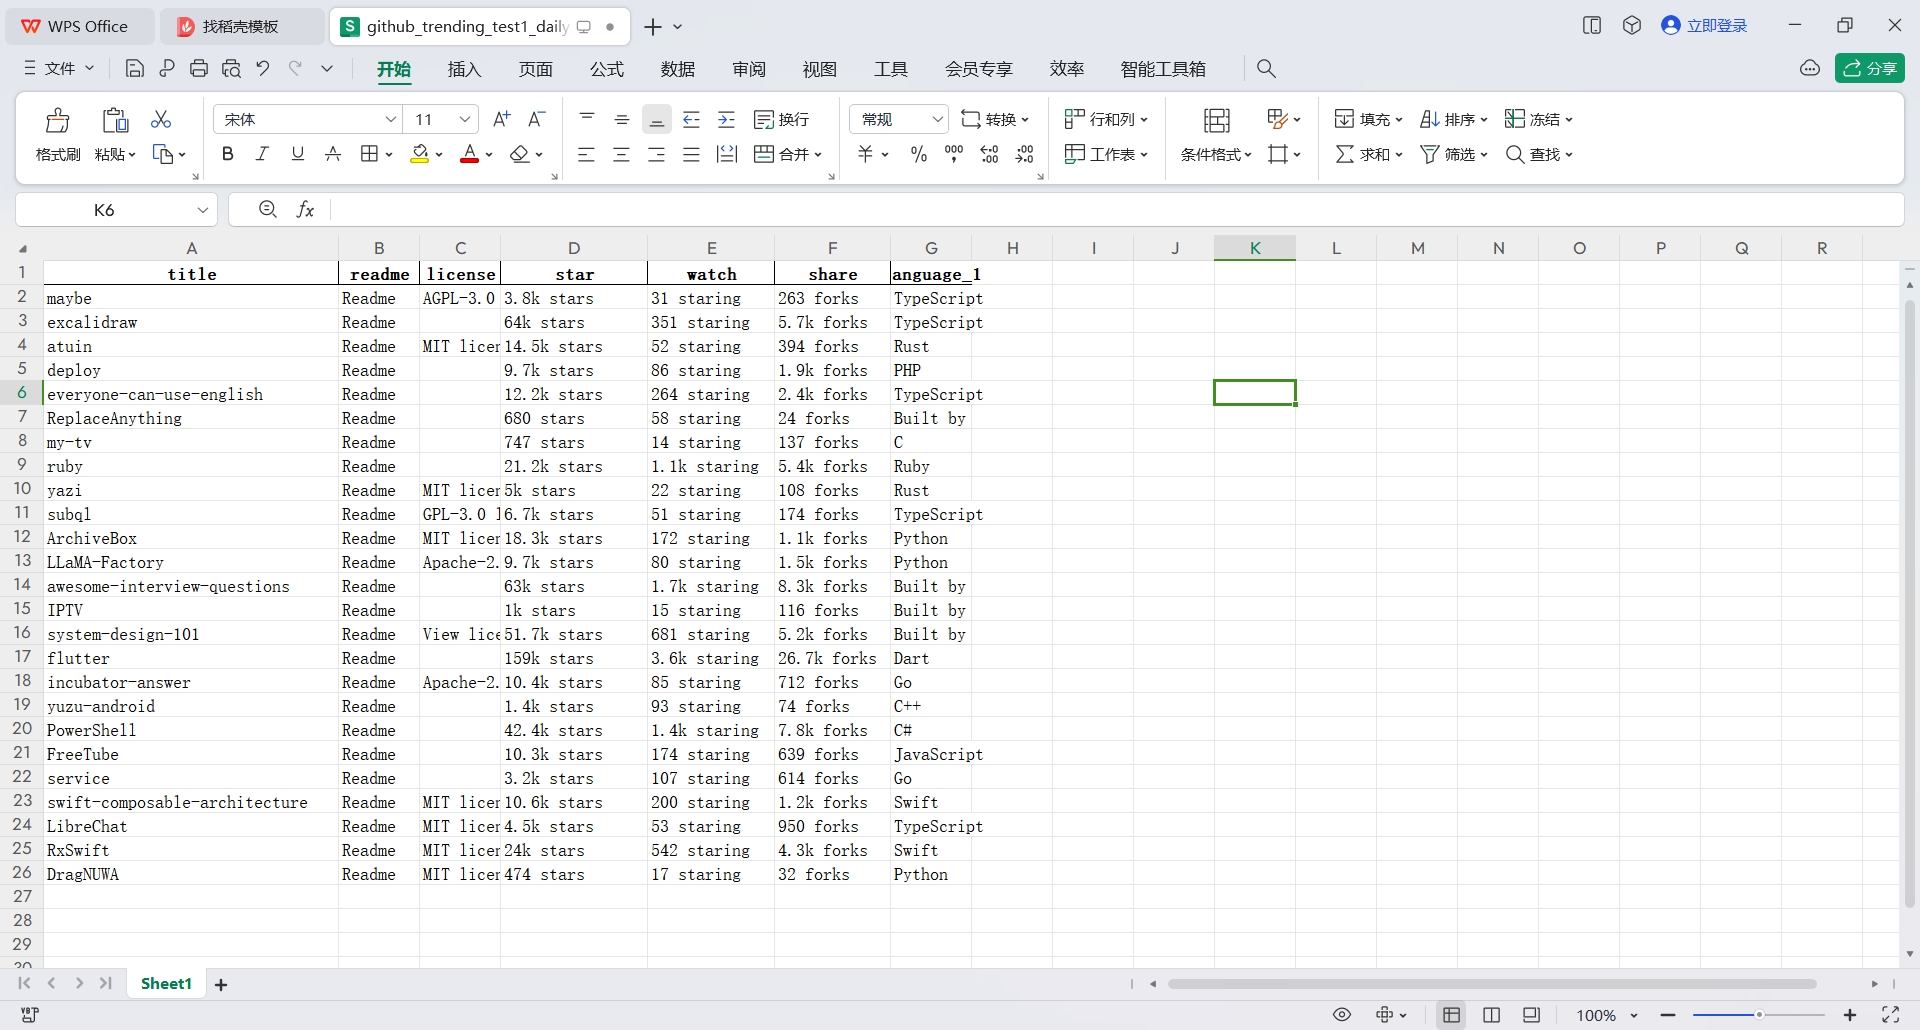 WPS Office 找稻壳模板 github_trending_test1_daily 立即登录
文件 开始 插入 页面 公式 数据 审阅 视图 工具 会员专享 效率 智能工具箱 分享
宋体 11 A+ A- 换行 常规 转换 行和列 填充 排序 冻结
格式刷 粘贴 B I U A A 合并 ¥ % 工作表 条件格式 求和 筛选 查找
K6 fx
A B C D E F G H I J K L M N O P Q R
1 title readme license star watch share anguage_1
2 maybe Readme AGPL-3.0 3.8k stars 31 staring 263 forks TypeScript
3 excalidraw Readme 64k stars 351 staring 5.7k forks TypeScript
4 atuin Readme MIT licen 14.5k stars 52 staring 394 forks Rust
5 deploy Readme 9.7k stars 86 staring 1.9k forks PHP
6 everyone-can-use-english Readme 12.2k stars 264 staring 2.4k forks TypeScript
7 ReplaceAnything Readme 680 stars 58 staring 24 forks Built by
8 my-tv Readme 747 stars 14 staring 137 forks C
9 ruby Readme 21.2k stars 1.1k staring 5.4k forks Ruby
10 yazi Readme MIT licen 5k stars 22 staring 108 forks Rust
11 subql Readme GPL-3.0 l 6.7k stars 51 staring 174 forks TypeScript
12 ArchiveBox Readme MIT licen 18.3k stars 172 staring 1.1k forks Python
13 LLaMA-Factory Readme Apache-2. 9.7k stars 80 staring 1.5k forks Python
14 awesome-interview-questions Readme 63k stars 1.7k staring 8.3k forks Built by
15 IPTV Readme 1k stars 15 staring 116 forks Built by
16 system-design-101 Readme View lice 51.7k stars 681 staring 5.2k forks Built by
17 flutter Readme 159k stars 3.6k staring 26.7k forks Dart
18 incubator-answer Readme Apache-2. 10.4k stars 85 staring 712 forks Go
19 yuzu-android Readme 1.4k stars 93 staring 74 forks C++
20 PowerShell Readme 42.4k stars 1.4k staring 7.8k forks C#
21 FreeTube Readme 10.3k stars 174 staring 639 forks JavaScript
22 service Readme 3.2k stars 107 staring 614 forks Go
23 swift-composable-architecture Readme MIT licen 10.6k stars 200 staring 1.2k forks Swift
24 LibreChat Readme MIT licen 4.5k stars 53 staring 950 forks TypeScript
25 RxSwift Readme MIT licen 24k stars 542 staring 4.3k forks Swift
26 DragNUWA Readme MIT licen 474 stars 17 staring 32 forks Python
27
28
29
30
Sheet1
100%